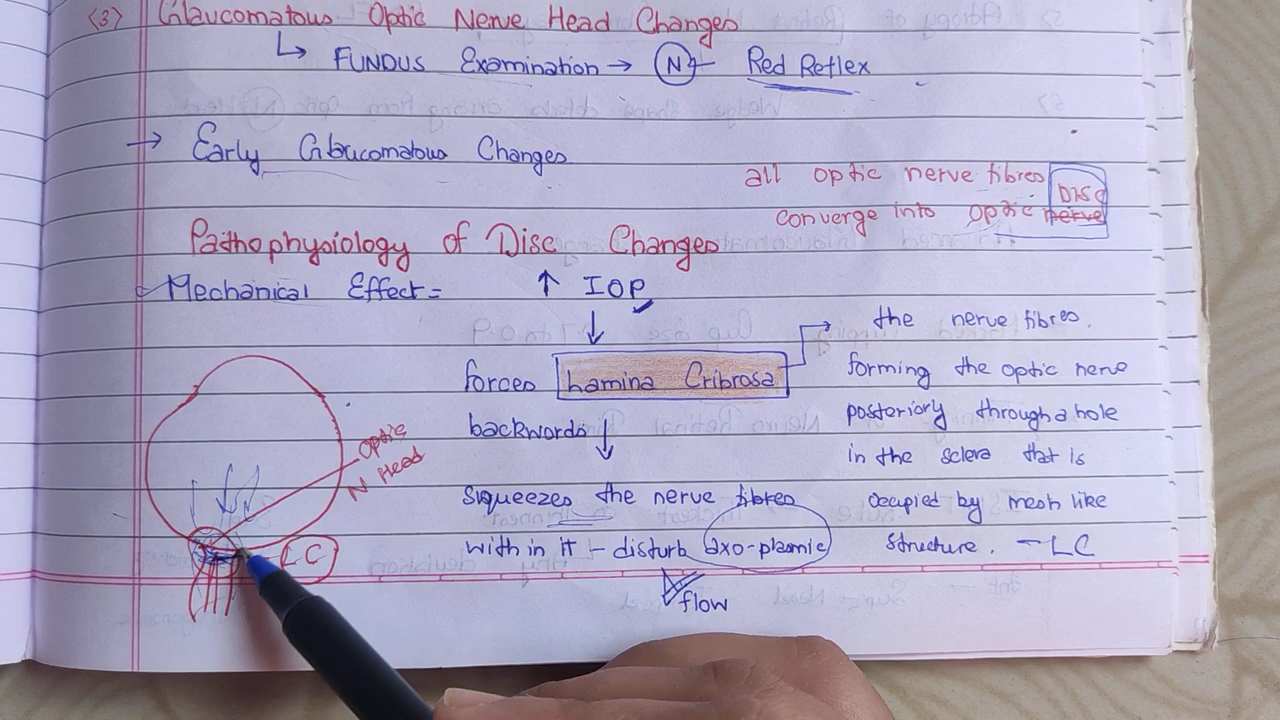 (3) Glaucomatous Optic Nerve Head Changes
↳ FUNDUS Examination → (N) Red Reflex
→ Early Glaucomatous Changes
all optic nerve fibres
converge into optic nerve DISC
Pathophysiology of Disc Changes
Mechanical Effect = ↑ IOP
↓
forces Lamina Cribrosa
backwords ↓
squeezes the nerve fibres
with in it - disturb axo-plasmic
flow
the nerve fibres.
forming the optic nerve
posteriory through a hole
in the sclera that is
occupied by mesh like
structure. - LC
Optic
N Head
LC